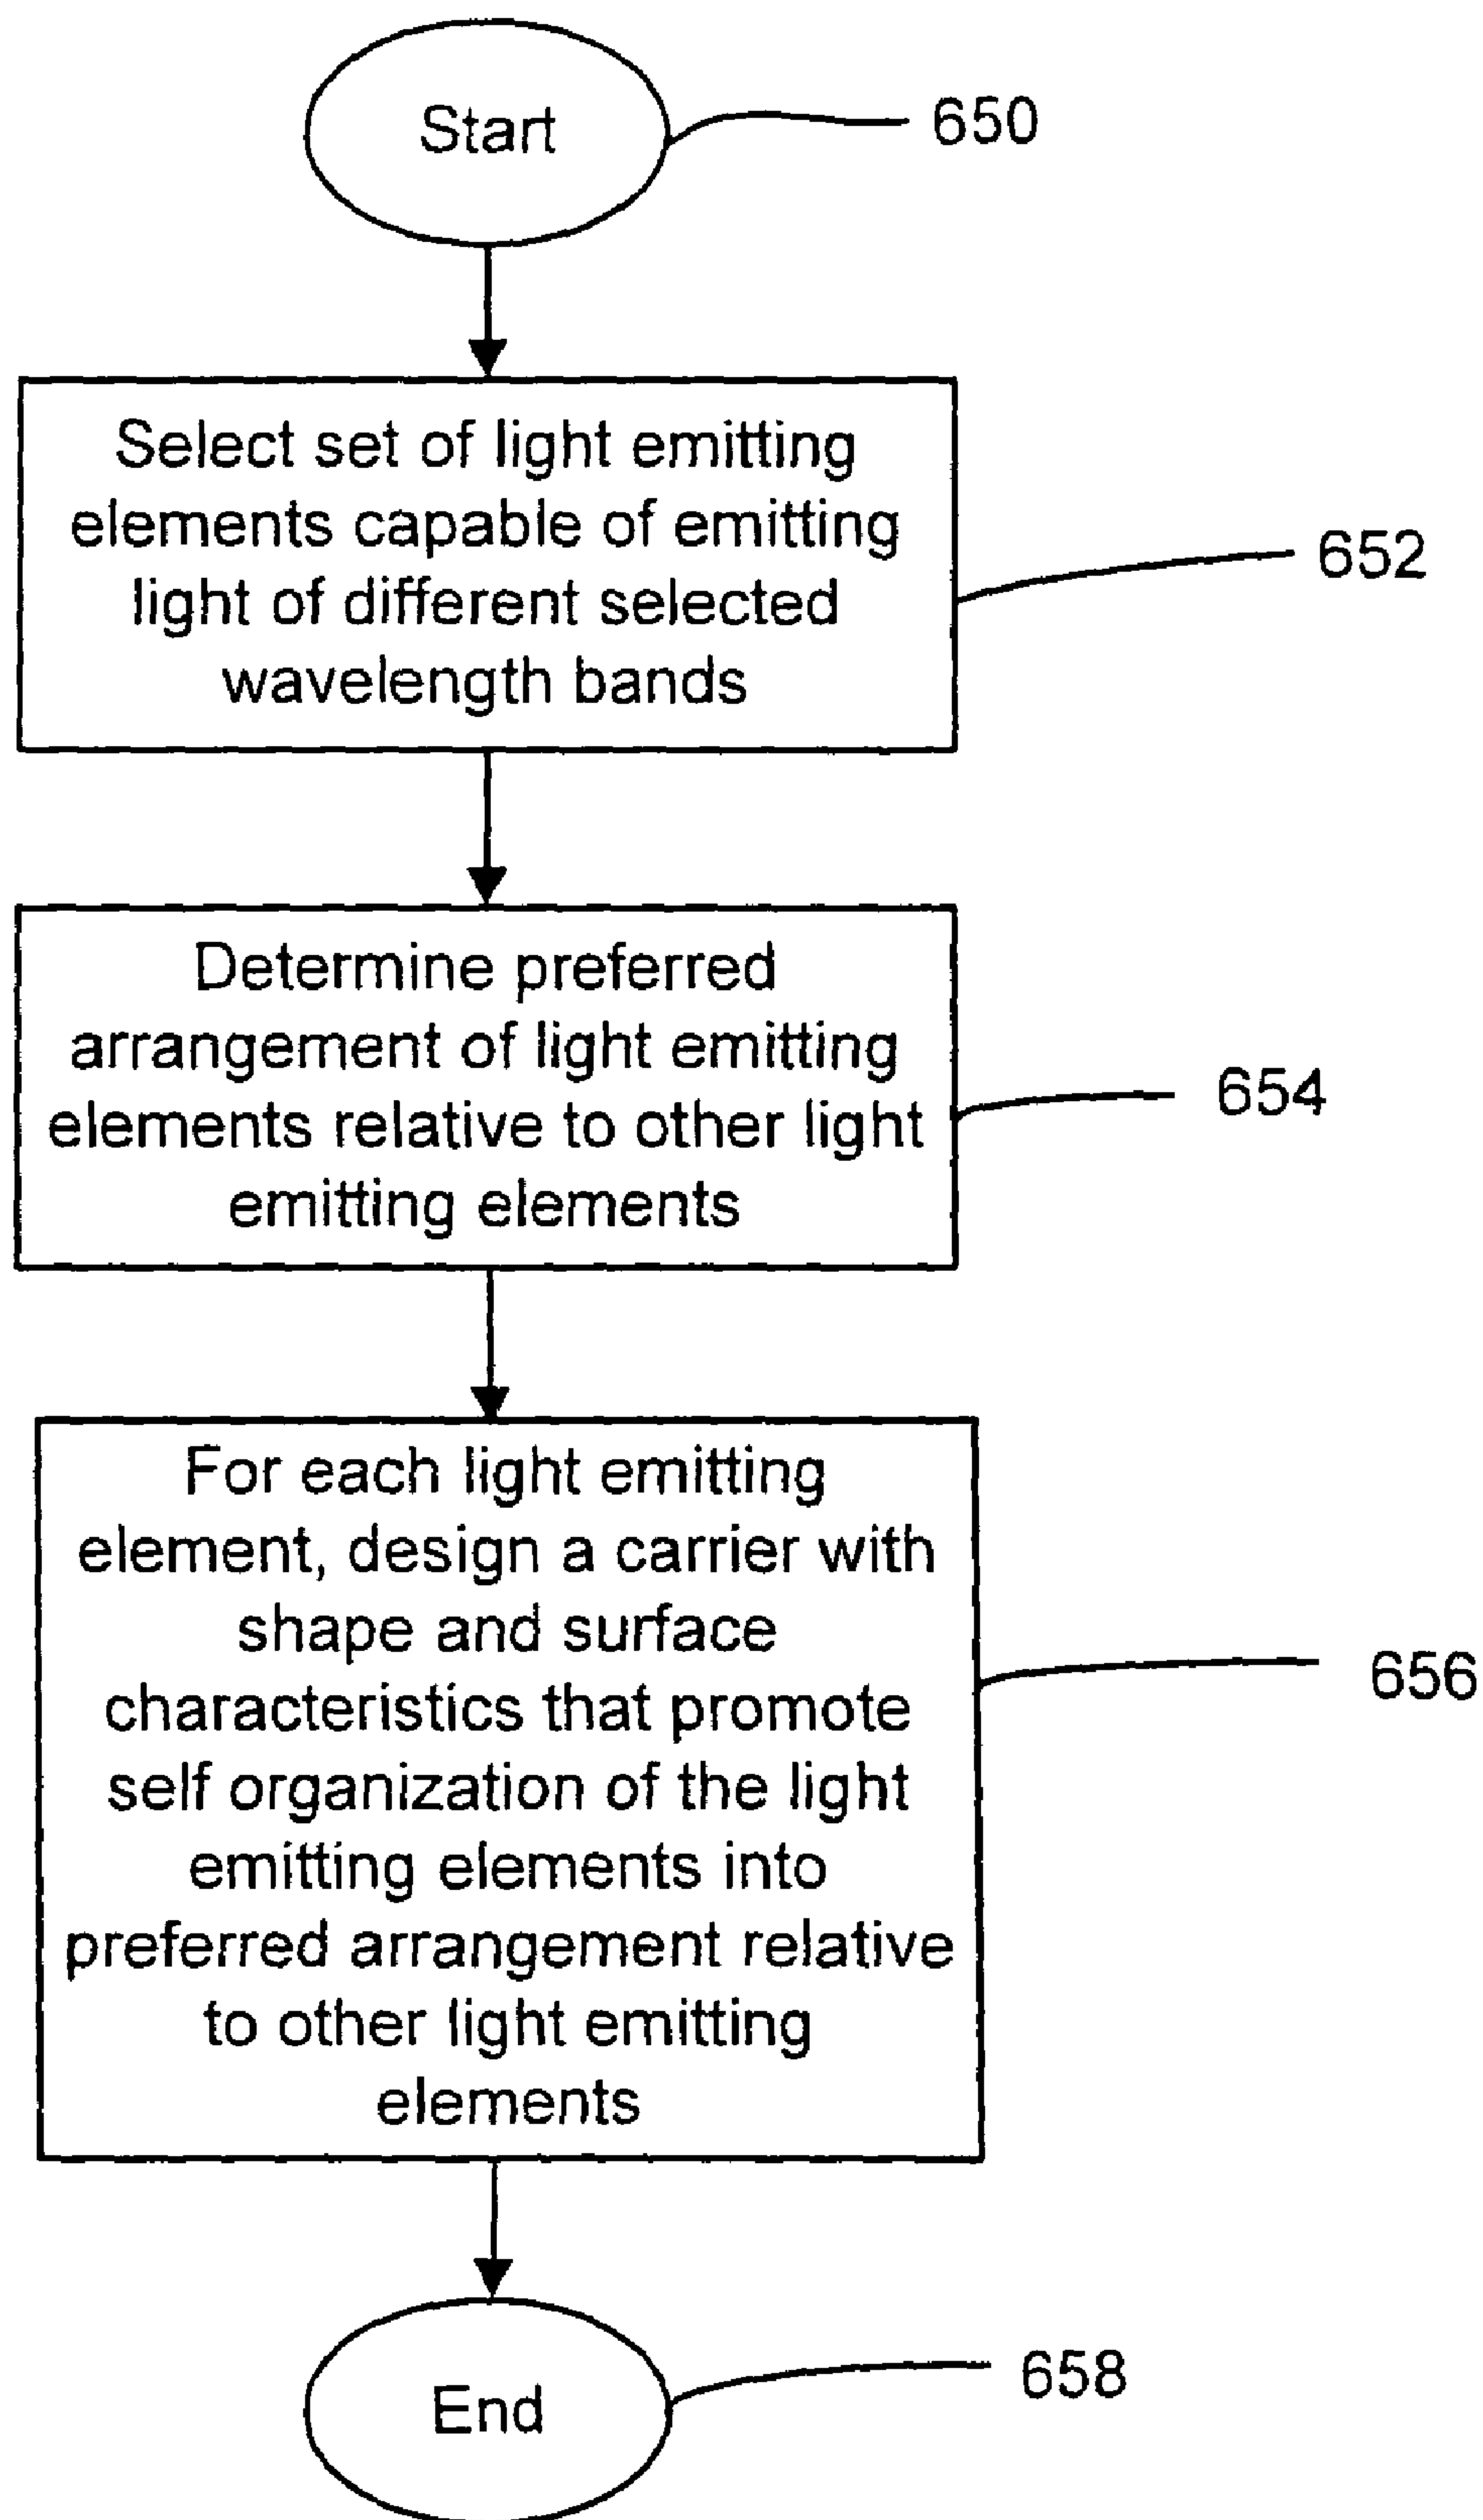 Start
650
Select set of light emitting
elements capable of emitting
light of different selected
wavelength bands
652
Determine preferred
arrangement of light emitting
elements relative to other light
emitting elements
654
For each light emitting
element, design a carrier with
shape and surface
characteristics that promote
self organization of the light
emitting elements into
preferred arrangement relative
to other light emitting
elements
656
End
658